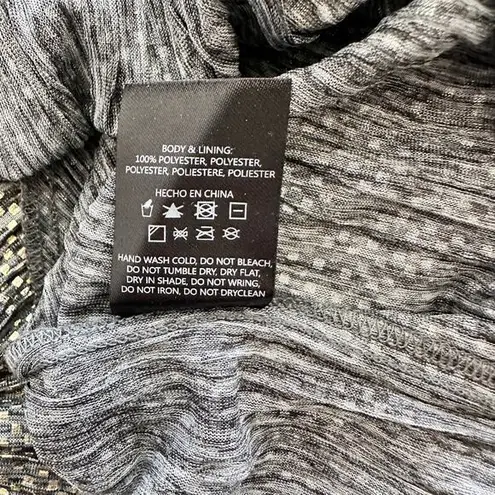 BODY & LINING:
100% POLYESTER, POLYESTER,
POLYESTER, POLIESTERE, POLIESTER
HECHO EN CHINA
HAND WASH COLD, DO NOT BLEACH,
DO NOT TUMBLE DRY, DRY FLAT,
DRY IN SHADE, DO NOT WRING,
DO NOT IRON, DO NOT DRYCLEAN